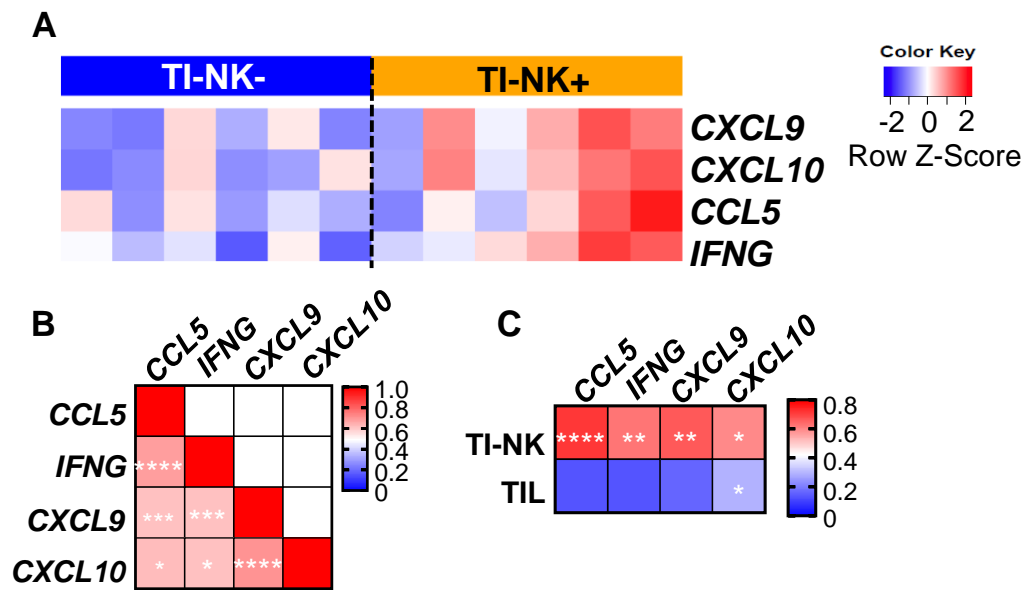 A
TI-NK-
TI-NK+
Color Key
-2 0 2
Row Z-Score
CXCL9
CXCL10
CCL5
IFNG
B
CCL5
IFNG
CXCL9
CXCL10
CCL5
IFNG
CXCL9
CXCL10
****
***
***
*
*
****
1.0
0.8
0.6
0.4
0.2
0
C
CCL5
IFNG
CXCL9
CXCL10
TI-NK
TIL
****
**
**
*
*
0.8
0.6
0.4
0.2
0